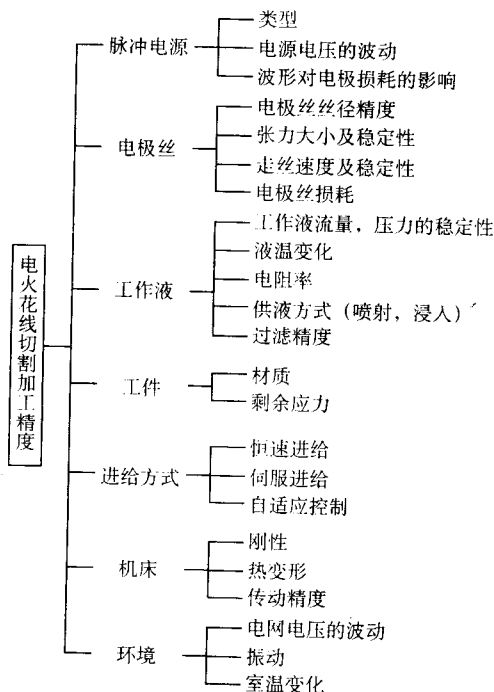 电火花线切割加工精度
脉冲电源
类型
电源电压的波动
波形对电极损耗的影响
电极丝
电极丝丝径精度
张力大小及稳定性
走丝速度及稳定性
电极丝损耗
工作液
工作液流量，压力的稳定性
液温变化
电阻率
供液方式（喷射，浸入）
过滤精度
工件
材质
剩余应力
进给方式
恒速进给
伺服进给
自适应控制
机床
刚性
热变形
传动精度
环境
电网电压的波动
振动
室温变化